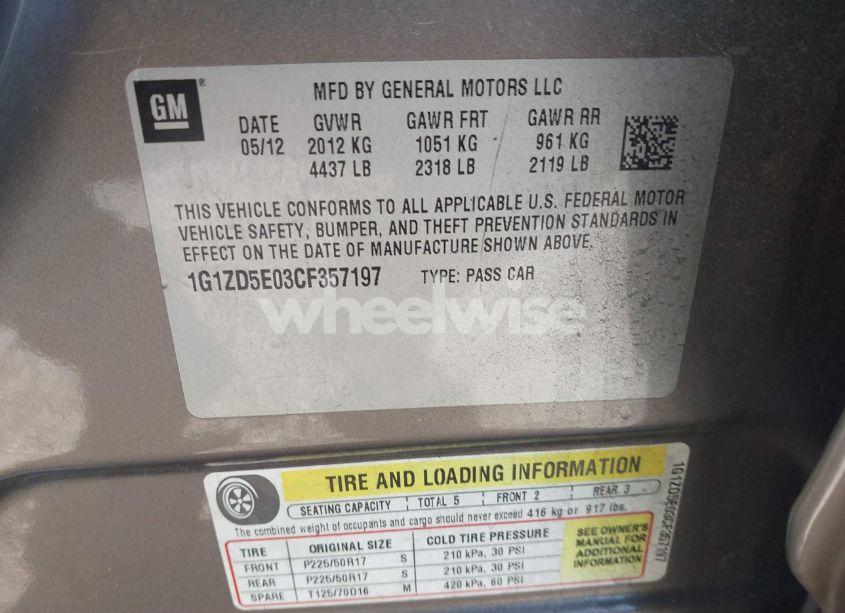 GM
MFD BY GENERAL MOTORS LLC
DATE GVWR GAWR FRT GAWR RR
05/12 2012 KG 1051 KG 961 KG
4437 LB 2318 LB 2119 LB
THIS VEHICLE CONFORMS TO ALL APPLICABLE U.S. FEDERAL MOTOR
VEHICLE SAFETY, BUMPER, AND THEFT PREVENTION STANDARDS IN
EFFECT ON THE DATE OF MANUFACTURE SHOWN ABOVE.
1G1ZD5E03CF357197 TYPE: PASS CAR
wheelwise
TIRE AND LOADING INFORMATION
SEATING CAPACITY TOTAL 5 FRONT 2 REAR 3
The combined weight of occupants and cargo should never exceed 416 kg or 917 lbs.
TIRE ORIGINAL SIZE COLD TIRE PRESSURE
FRONT P225/50R17 S 210 kPa, 30 PSI
REAR P225/50R17 S 210 kPa, 30 PSI
SPARE T125/70D16 M 420 kPa, 60 PSI
SEE OWNER'S
MANUAL FOR
ADDITIONAL
INFORMATION
1G1ZD5E03CF357197